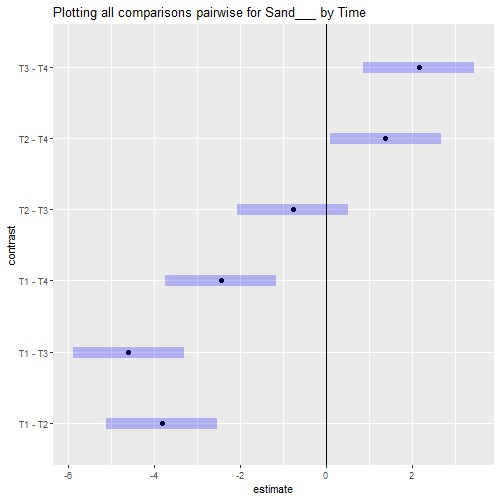 Plotting all comparisons pairwise for Sand___ by Time
contrast
T3 - T4
T2 - T4
T2 - T3
T1 - T4
T1 - T3
T1 - T2
-6 -4 -2 0 2
estimate